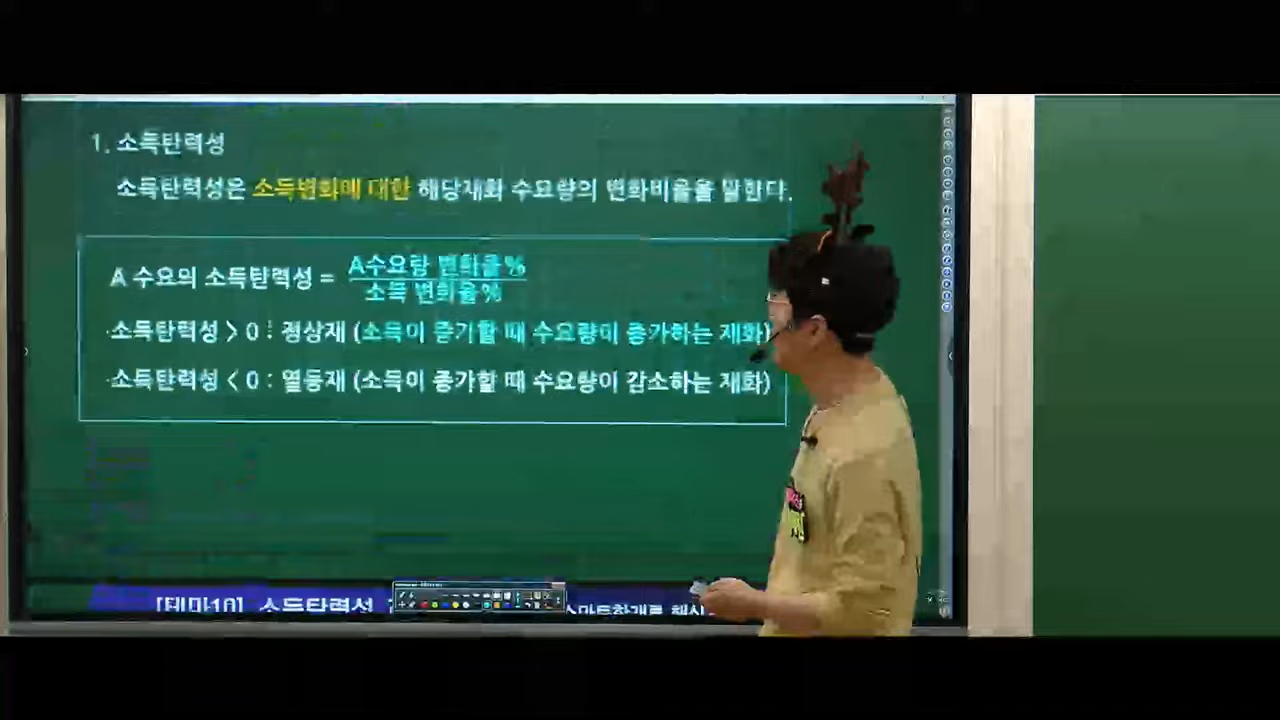 1. 소득탄력성
소득탄력성은 소득변화에 대한 해당재화 수요량의 변화비율을 말한다.
A 수요의 소득탄력성 = A수요량 변화율% / 소득 변화율%
·소득탄력성 > 0 : 정상재 (소득이 증가할 때 수요량이 증가하는 재화)
·소득탄력성 < 0 : 열등재 (소득이 증가할 때 수요량이 감소하는 재화)
[테마10] 소득탄력성